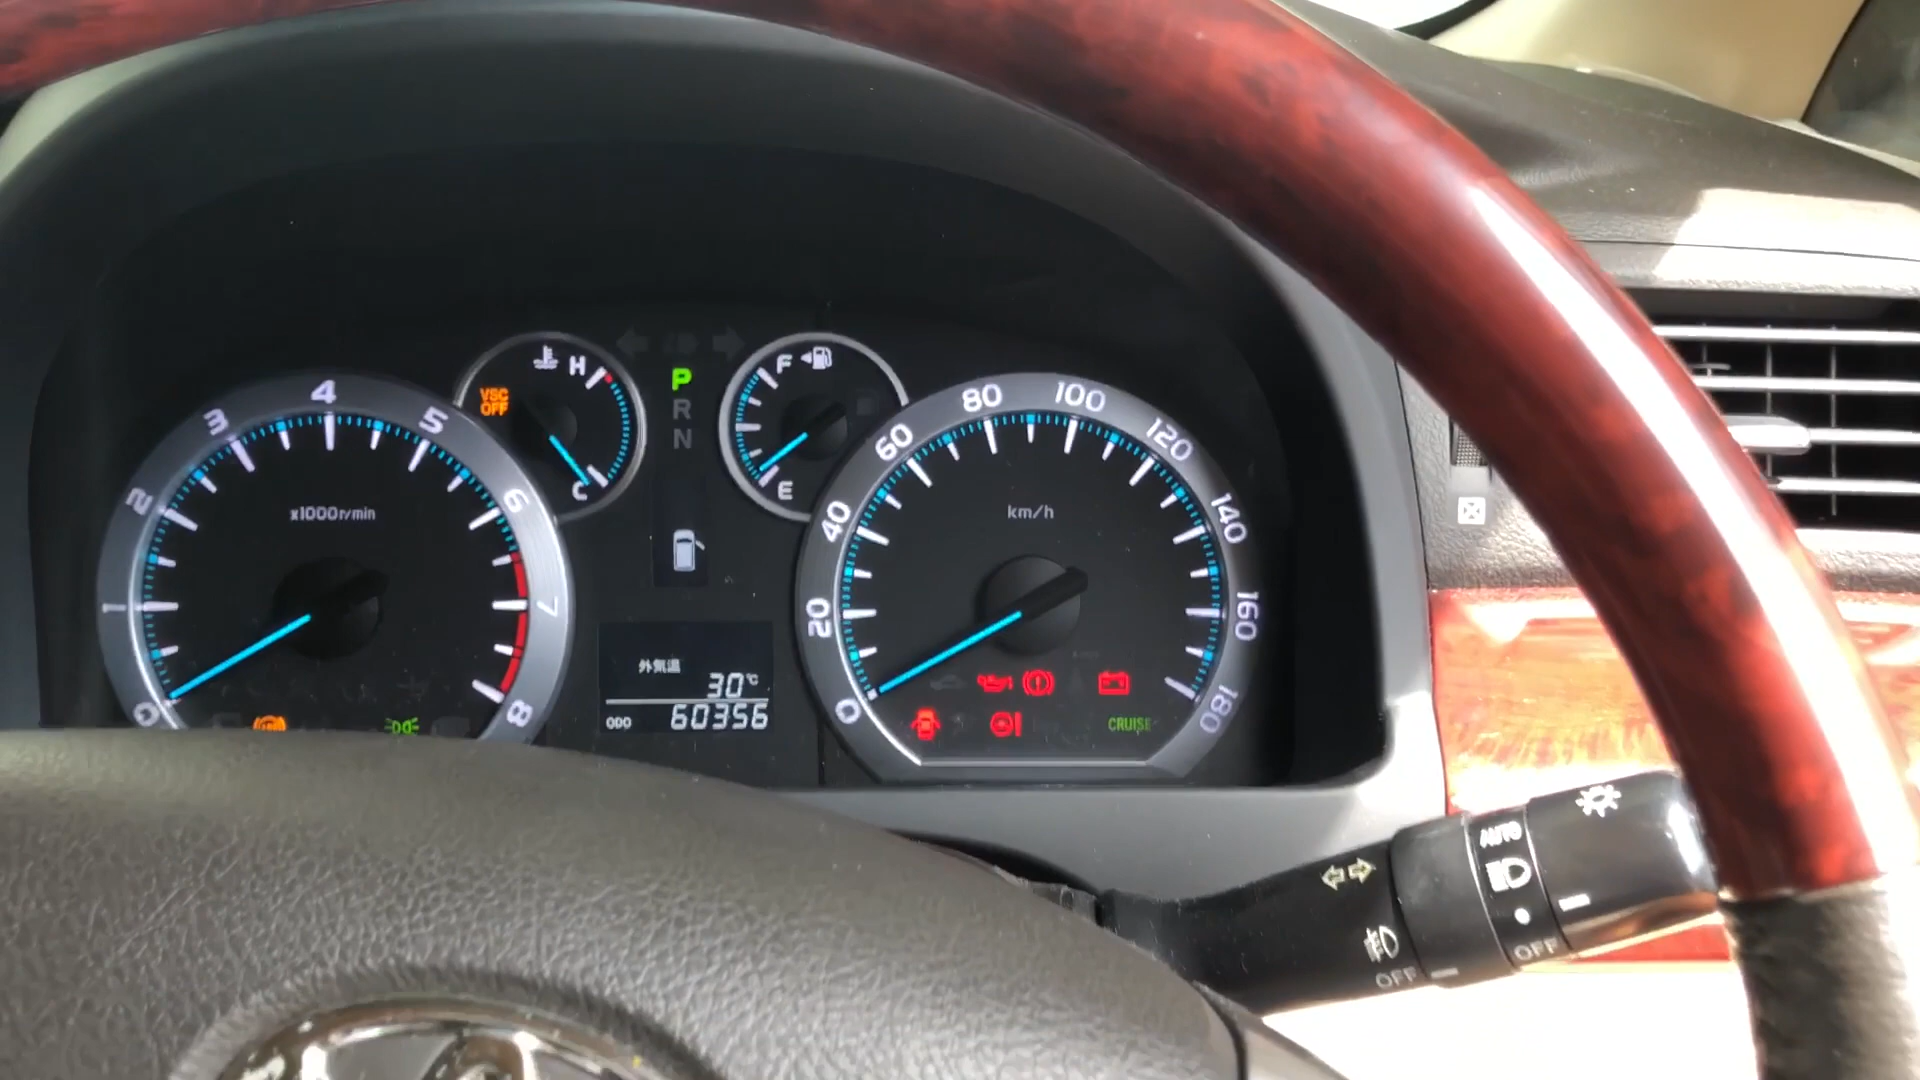 0
1
2
3
4
5
6
7
8
x1000r/min
VSC
OFF
H
C
P
R
N
F
E
外気温
30℃
ODO 60356
0
20
40
60
80
100
120
140
160
180
km/h
CRUISE
AUTO
OFF
OFF